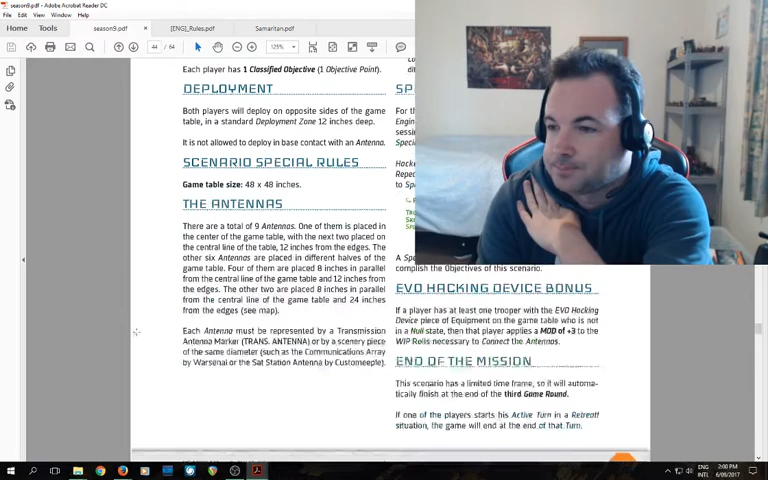 season9.pdf - Adobe Acrobat Reader DC
File Edit View Window Help
Home Tools season9.pdf [ENG]_Rules.pdf Samaritan.pdf
44 / 64 125%
Each player has 1 Classified Objective (1 Objective Point).
DEPLOYMENT
Both players will deploy on opposite sides of the game
table, in a standard Deployment Zone 12 inches deep.
It is not allowed to deploy in base contact with an Antenna.
SCENARIO SPECIAL RULES
Game table size: 48 x 48 inches.
THE ANTENNAS
There are a total of 9 Antennas. One of them is placed in
the center of the game table, with the next two placed on
the central line of the table, 12 inches from the edges. The
other six Antennas are placed in different halves of the
game table. Four of them are placed 8 inches in parallel
from the central line of the game table and 12 inches from
the edges. The other two are placed 8 inches in parallel
from the central line of the game table and 24 inches
from the edges (see map).
Each Antenna must be represented by a Transmission
Antenna Marker (TRANS. ANTENNA) or by a scenery piece
of the same diameter (such as the Communications Array
by Warsenal or the Sat Station Antenna by Customeeple).
SP
For th
Engin
sessi
Speci
Hacke
Repe
to Sp
A Spe
complish the Objectives of this scenario.
EVO HACKING DEVICE BONUS
If a player has at least one trooper with the EVO Hacking
Device piece of Equipment on the game table who is not
in a Null state, then that player applies a MOD of +3 to the
WIP Rolls necessary to Connect the Antennas.
END OF THE MISSION
This scenario has a limited time frame, so it will automa-
tically finish at the end of the third Game Round.
If one of the players starts his Active Turn in a Retreat!
situation, the game will end at the end of that Turn.
ENG 2:00 PM
INTL 6/09/2017